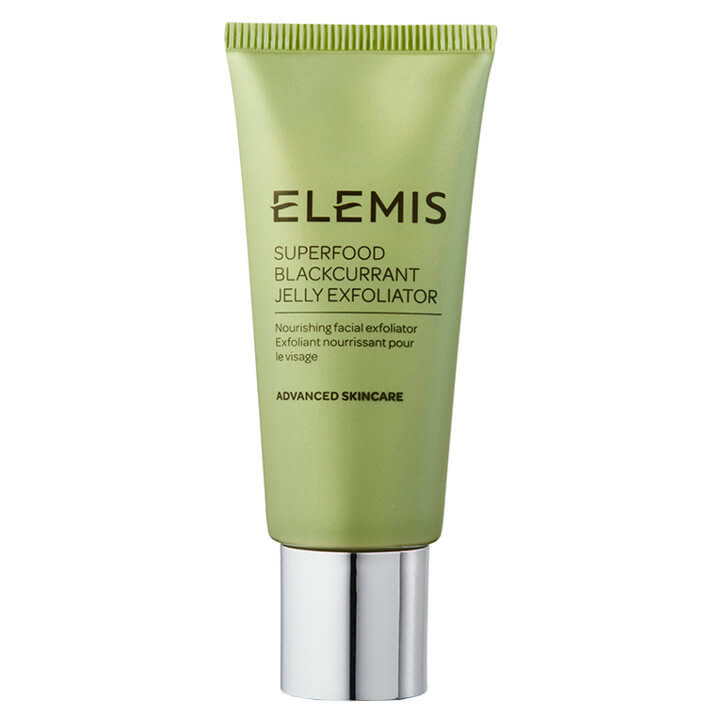 ELEMIS
SUPERFOOD
BLACKCURRANT
JELLY EXFOLIATOR
Nourishing facial exfoliator
Exfoliant nourrissant pour
le visage
ADVANCED SKINCARE